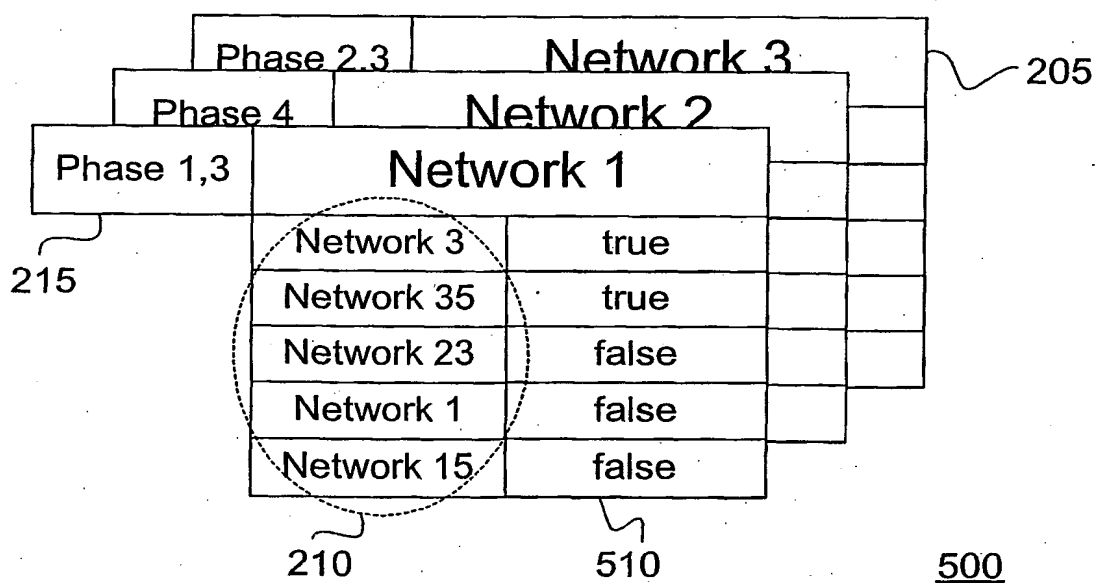 Phase 2,3 Network 3
205
Phase 4 Network 2
Phase 1,3 Network 1
Network 3 true
215
Network 35 true
Network 23 false
Network 1 false
Network 15 false
210 510 500